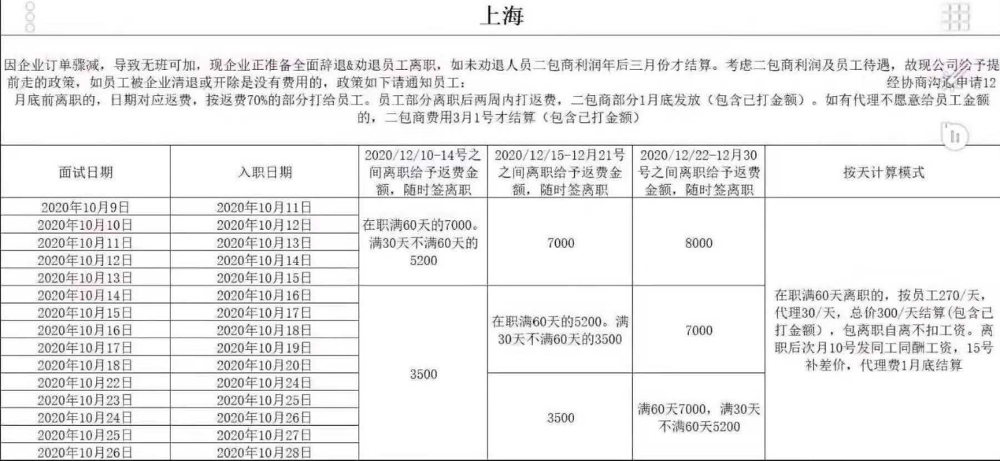 上海
因企业订单骤减，导致无班可加，现企业正准备全面辞退&劝退员工离职，如未劝退人员二包商利润年后三月份才结算。考虑二包商利润及员工待遇，故现公司给予提
前走的政策，如员工被企业清退或开除是没有费用的，政策如下请通知员工： 经协商沟通申请12
月底前离职的，日期对应返费，按返费70%的部分打给员工。员工部分离职后两周内打返费，二包商部分1月底发放（包含已打金额）。如有代理不愿意给员工金额
的，二包商费用3月1号才结算（包含已打金额）
面试日期
入职日期
2020/12/10-14号之
间离职给予返费金
额，随时签离职
2020/12/15-12月21号
之间离职给予返费金
额，随时签离职
2020/12/22-12月30
号之间离职给予返费
金额，随时签离职
按天计算模式
2020年10月9日 2020年10月11日
2020年10月10日 2020年10月12日
2020年10月11日 2020年10月13日
2020年10月12日 2020年10月14日
2020年10月13日 2020年10月15日
在职满60天的7000。
满30天不满60天的
5200
7000
8000
2020年10月14日 2020年10月16日
2020年10月15日 2020年10月17日
2020年10月16日 2020年10月18日
2020年10月17日 2020年10月19日
2020年10月18日 2020年10月20日
在职满60天的5200。满
30天不满60天的3500
7000
2020年10月22日 2020年10月24日
2020年10月23日 2020年10月25日
2020年10月24日 2020年10月26日
2020年10月25日 2020年10月27日
2020年10月26日 2020年10月28日
3500
3500
满60天7000，满30天
不满60天5200
在职满60天离职的，按员工270/天，
代理30/天，总价300/天结算(包含已
打金额），包离职自离不扣工资。离
职后次月10号发同工同酬工资，15号
补差价，代理费1月底结算